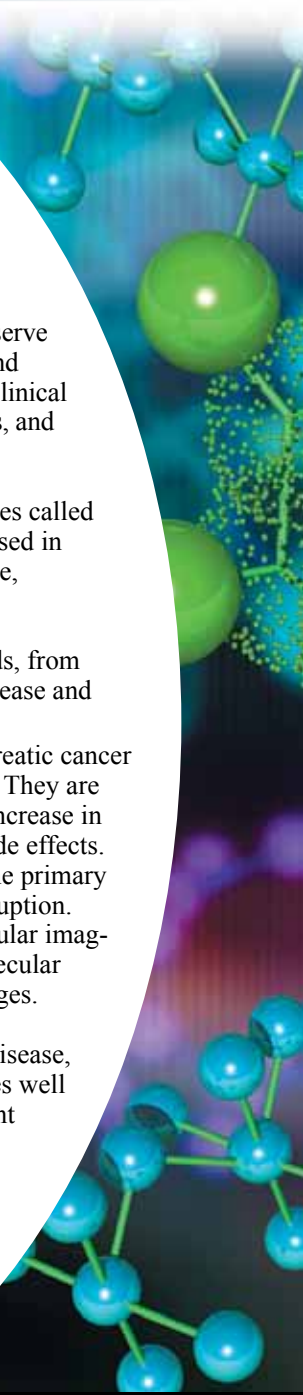 serve
nd
linical
s, and
es called
sed in
e,
ls, from
ease and
reatic cancer
They are
ncrease in
de effects.
e primary
uption.
ular imag-
ecular
ges.
isease,
es well
nt